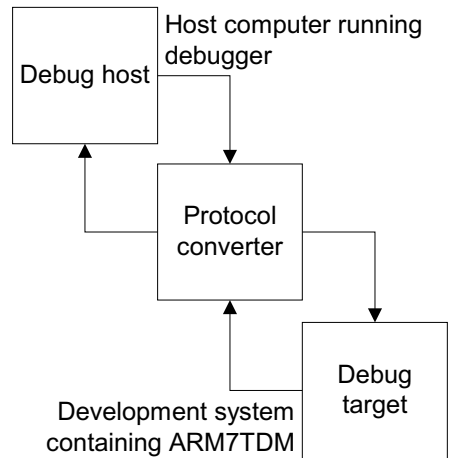 Host computer running
debugger
Debug host
Protocol
converter
Debug
target
Development system
containing ARM7TDM